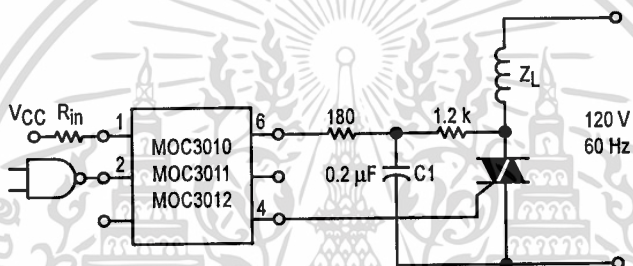 VCC
Rin
1
2
MOC3010
MOC3011
MOC3012
6
4
180
1.2 k
0.2 µF
C1
ZL
120 V
60 Hz